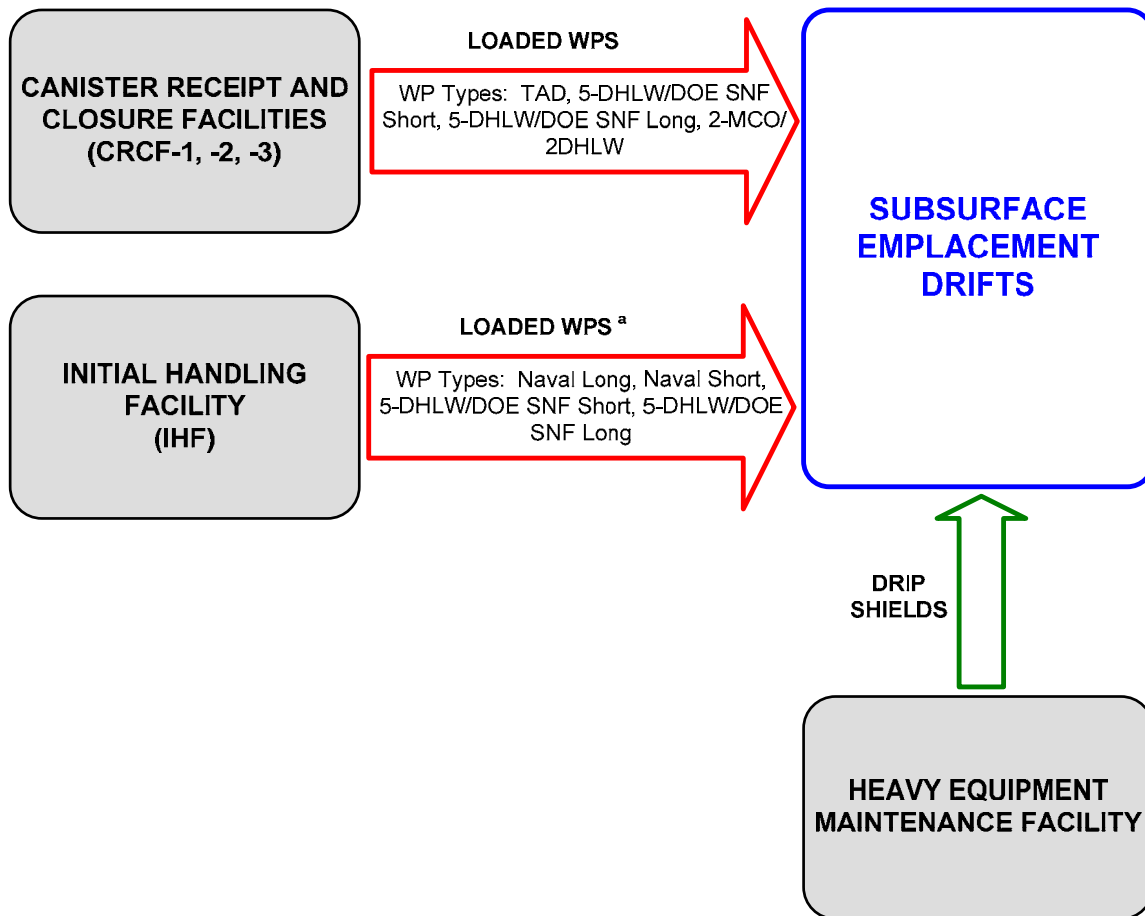 CANISTER RECEIPT AND
CLOSURE FACILITIES
(CRCF-1, -2, -3)
LOADED WPS
WP Types:  TAD, 5-DHLW/DOE SNF
Short, 5-DHLW/DOE SNF Long, 2-MCO/
2DHLW
SUBSURFACE
EMPLACEMENT
DRIFTS
INITIAL HANDLING
FACILITY
(IHF)
LOADED WPS a
WP Types:  Naval Long, Naval Short,
5-DHLW/DOE SNF Short, 5-DHLW/DOE
SNF Long
DRIP
SHIELDS
HEAVY EQUIPMENT
MAINTENANCE FACILITY